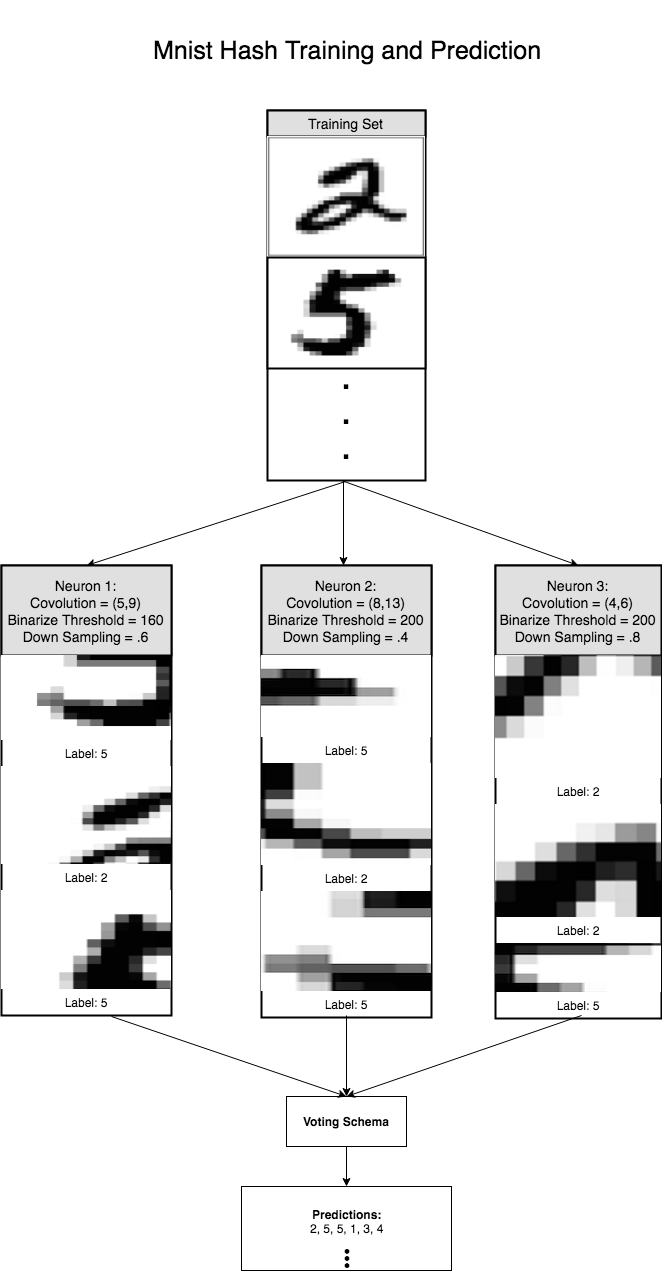 Mnist Hash Training and Prediction
Training Set
2
5
.
.
.
Neuron 1:
Covolution = (5,9)
Binarize Threshold = 160
Down Sampling = .6
Label: 5
Label: 2
Label: 5
Neuron 2:
Covolution = (8,13)
Binarize Threshold = 200
Down Sampling = .4
Label: 5
Label: 2
Label: 5
Neuron 3:
Covolution = (4,6)
Binarize Threshold = 200
Down Sampling = .8
Label: 2
Label: 2
Label: 5
Voting Schema
Predictions:
2, 5, 5, 1, 3, 4